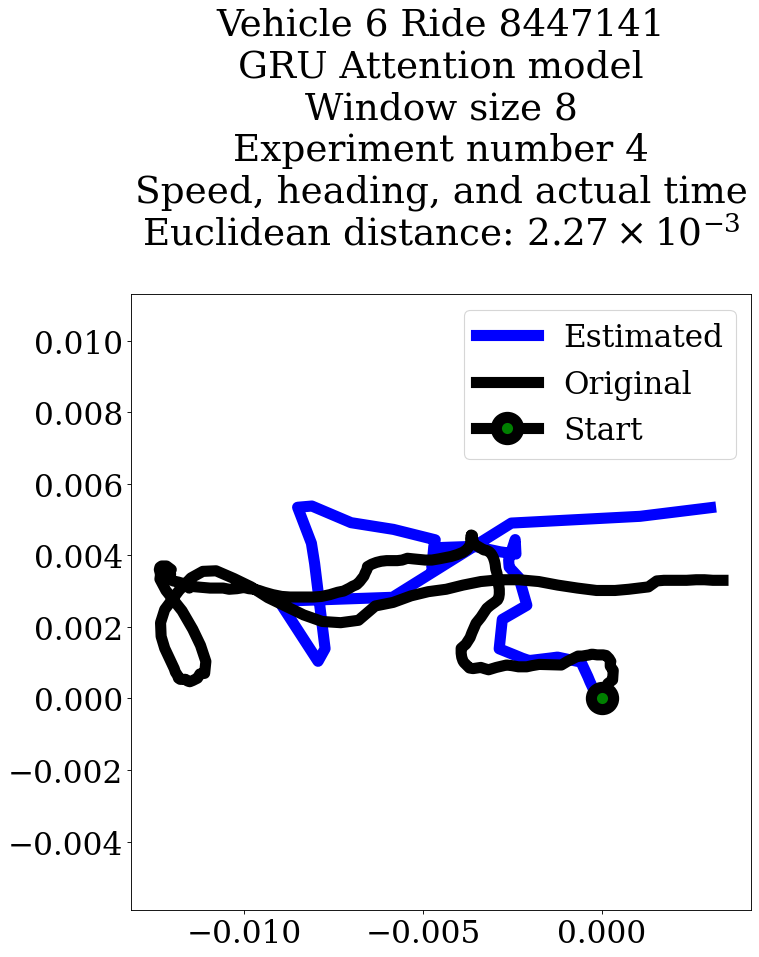 Vehicle 6 Ride 8447141
GRU Attention model
Window size 8
Experiment number 4
Speed, heading, and actual time
Euclidean distance: 2.27 × 10⁻³
Estimated
Original
Start
0.010
0.008
0.006
0.004
0.002
0.000
−0.002
−0.004
−0.010 −0.005 0.000